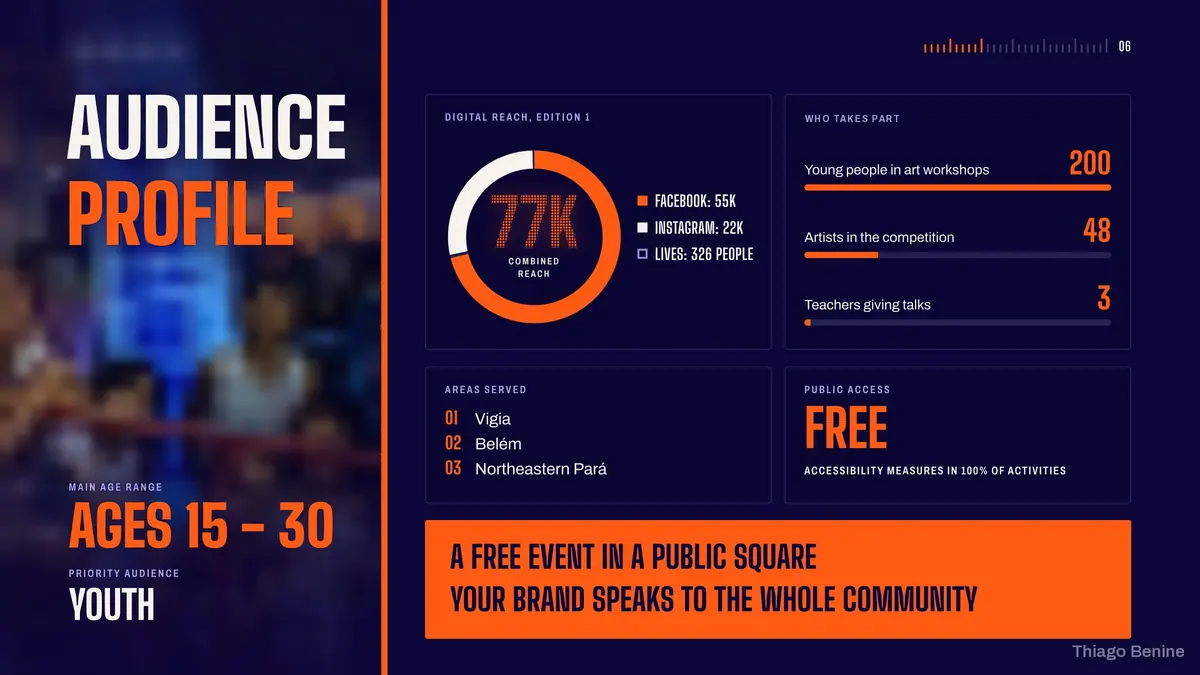 AUDIENCE
PROFILE
MAIN AGE RANGE
AGES 15 – 30
PRIORITY AUDIENCE
YOUTH
06
DIGITAL REACH, EDITION 1
77K
COMBINED
REACH
FACEBOOK: 55K
INSTAGRAM: 22K
LIVES: 326 PEOPLE
WHO TAKES PART
Young people in art workshops 200
Artists in the competition 48
Teachers giving talks 3
AREAS SERVED
01 Vigia
02 Belém
03 Northeastern Pará
PUBLIC ACCESS
FREE
ACCESSIBILITY MEASURES IN 100% OF ACTIVITIES
A FREE EVENT IN A PUBLIC SQUARE
YOUR BRAND SPEAKS TO THE WHOLE COMMUNITY
Thiago Benine